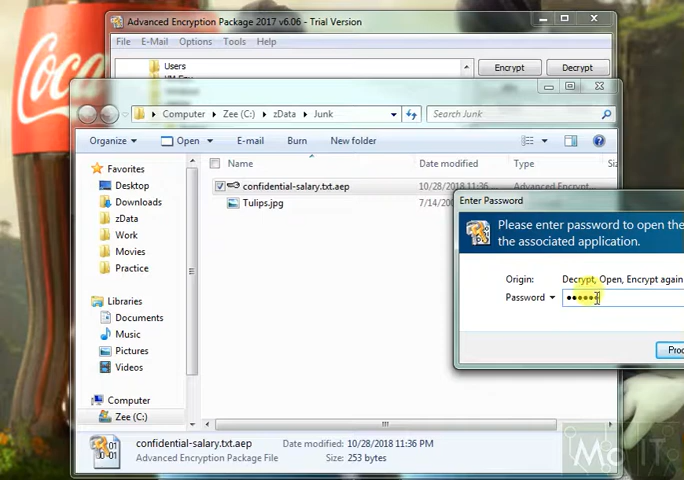 Coca
Advanced Encryption Package 2017 v6.06 - Trial Version
File E-Mail Options Tools Help
Users
Encrypt Decrypt
Computer Zee (C:) zData Junk Search Junk
Organize Open E-mail Burn New folder
Favorites
Desktop
Downloads
zData
Work
Movies
Practice
Libraries
Documents
Music
Pictures
Videos
Computer
Zee (C:)
Name Date modified Type
confidential-salary.txt.aep 10/28/2018 11:36... Advanced Encrypt...
Tulips.jpg
Enter Password
Please enter password to open the
the associated application.
Origin: Decrypt, Open, Encrypt again
Password
confidential-salary.txt.aep Date modified: 10/28/2018 11:36 PM
Advanced Encryption Package File Size: 253 bytes